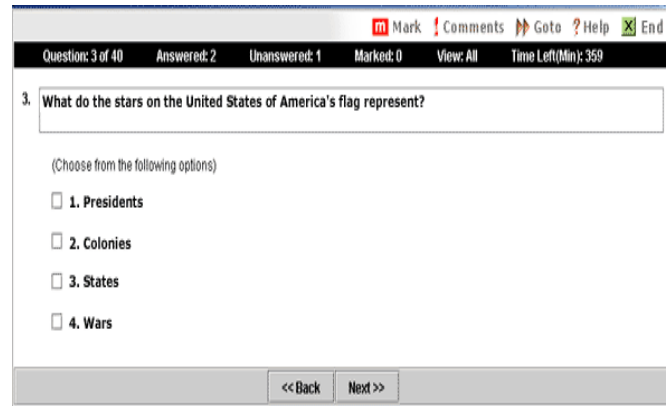 m Mark ! Comments Goto ? Help X End
Question: 3 of 40 Answered: 2 Unanswered: 1 Marked: 0 View: All Time Left(Min): 359
3. What do the stars on the United States of America's flag represent?
(Choose from the following options)
1. Presidents
2. Colonies
3. States
4. Wars
<< Back Next >>